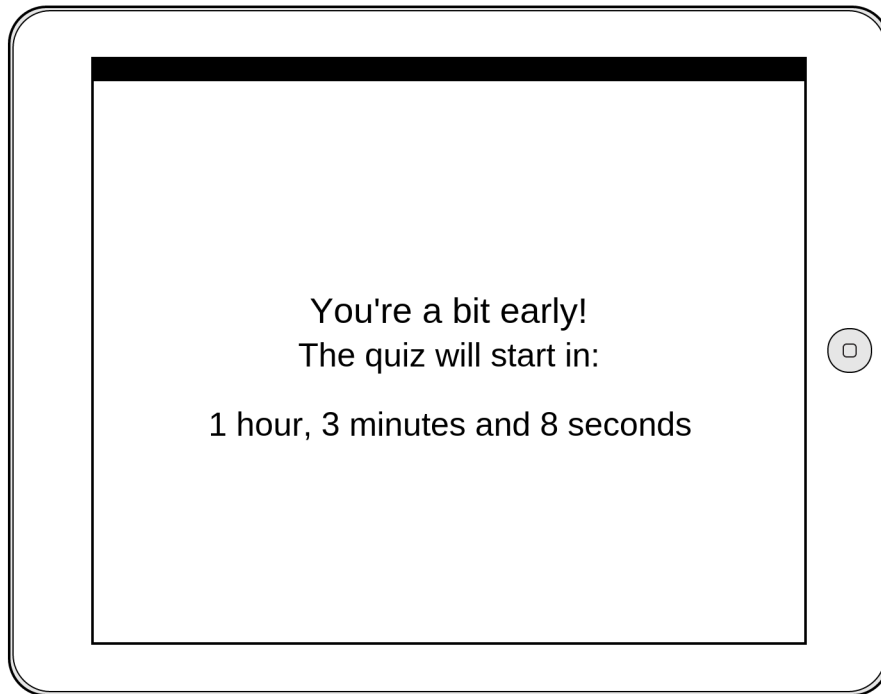 You're a bit early!
The quiz will start in:
1 hour, 3 minutes and 8 seconds